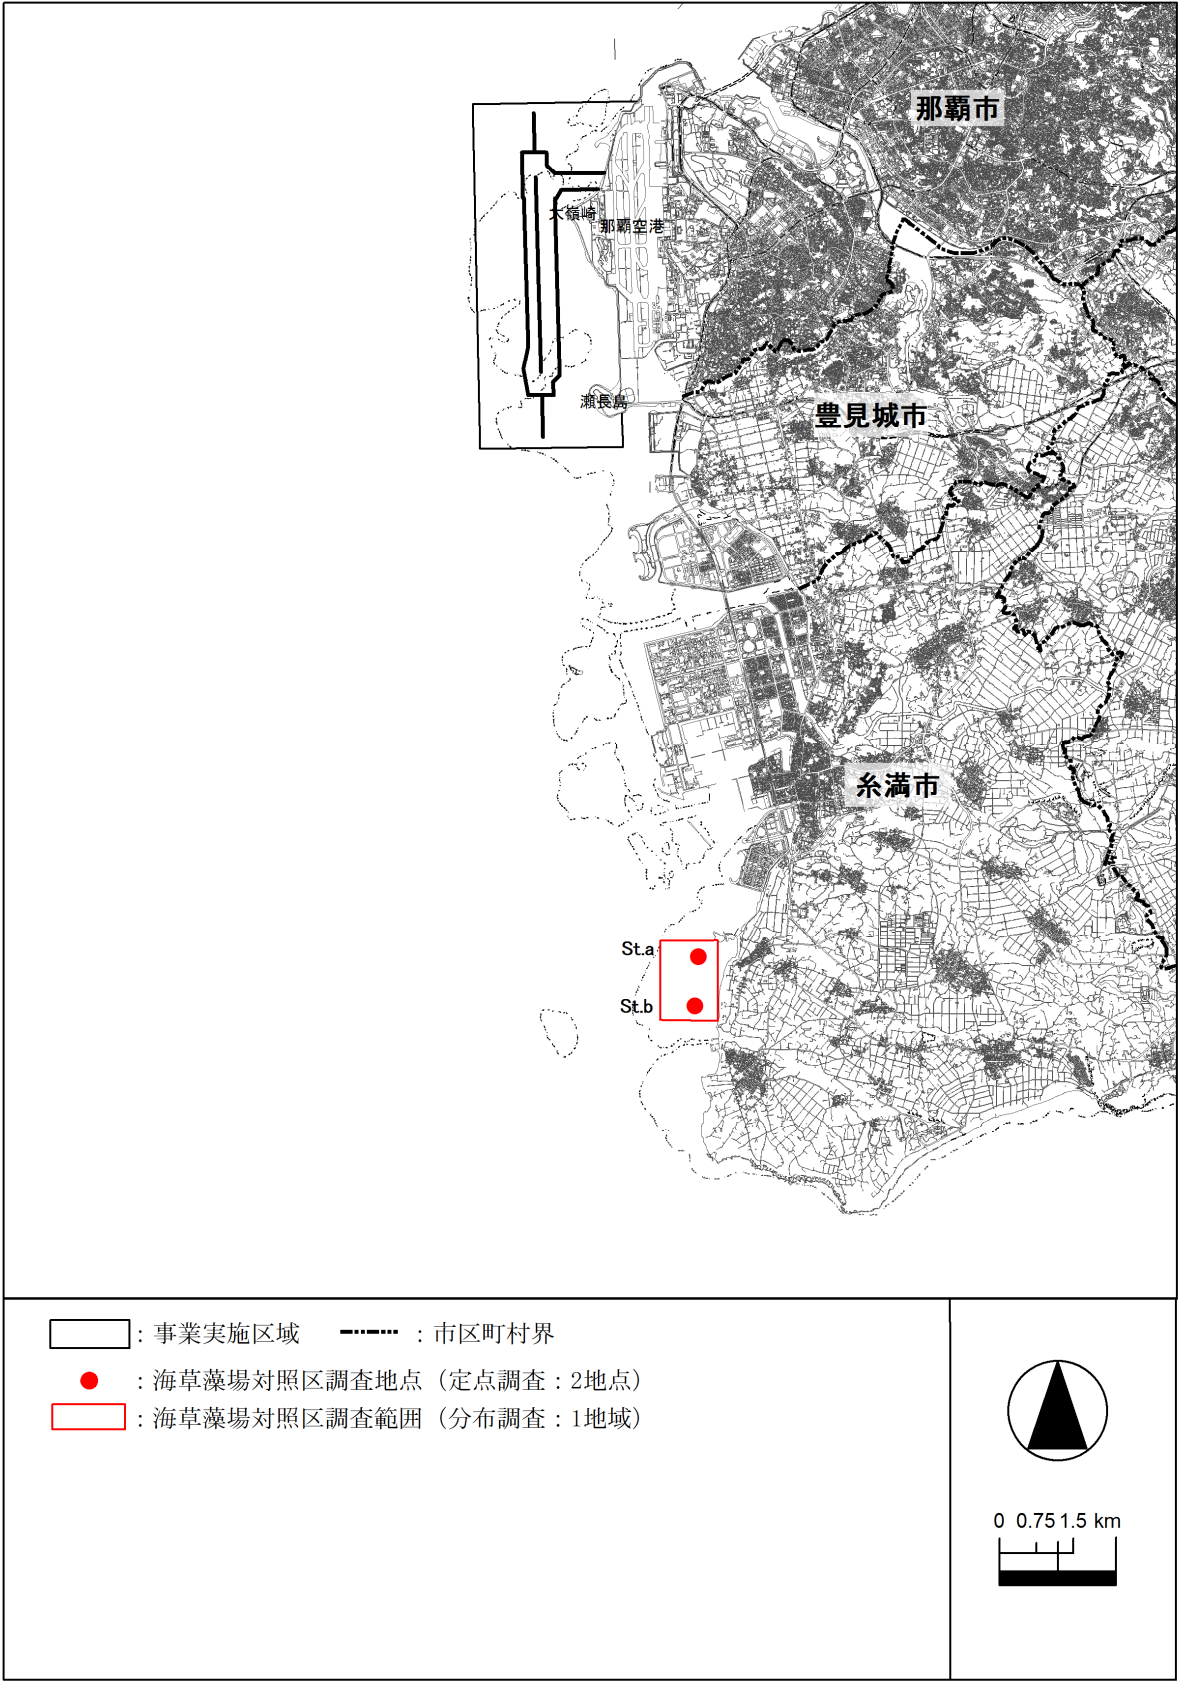 那覇市
大嶺崎
那覇空港
瀬長島
豊見城市
糸満市
St.a
St.b
：事業実施区域
：市区町村界
：海草藻場対照区調査地点（定点調査：2地点）
：海草藻場対照区調査範囲（分布調査：1地域）
0 0.75 1.5 km